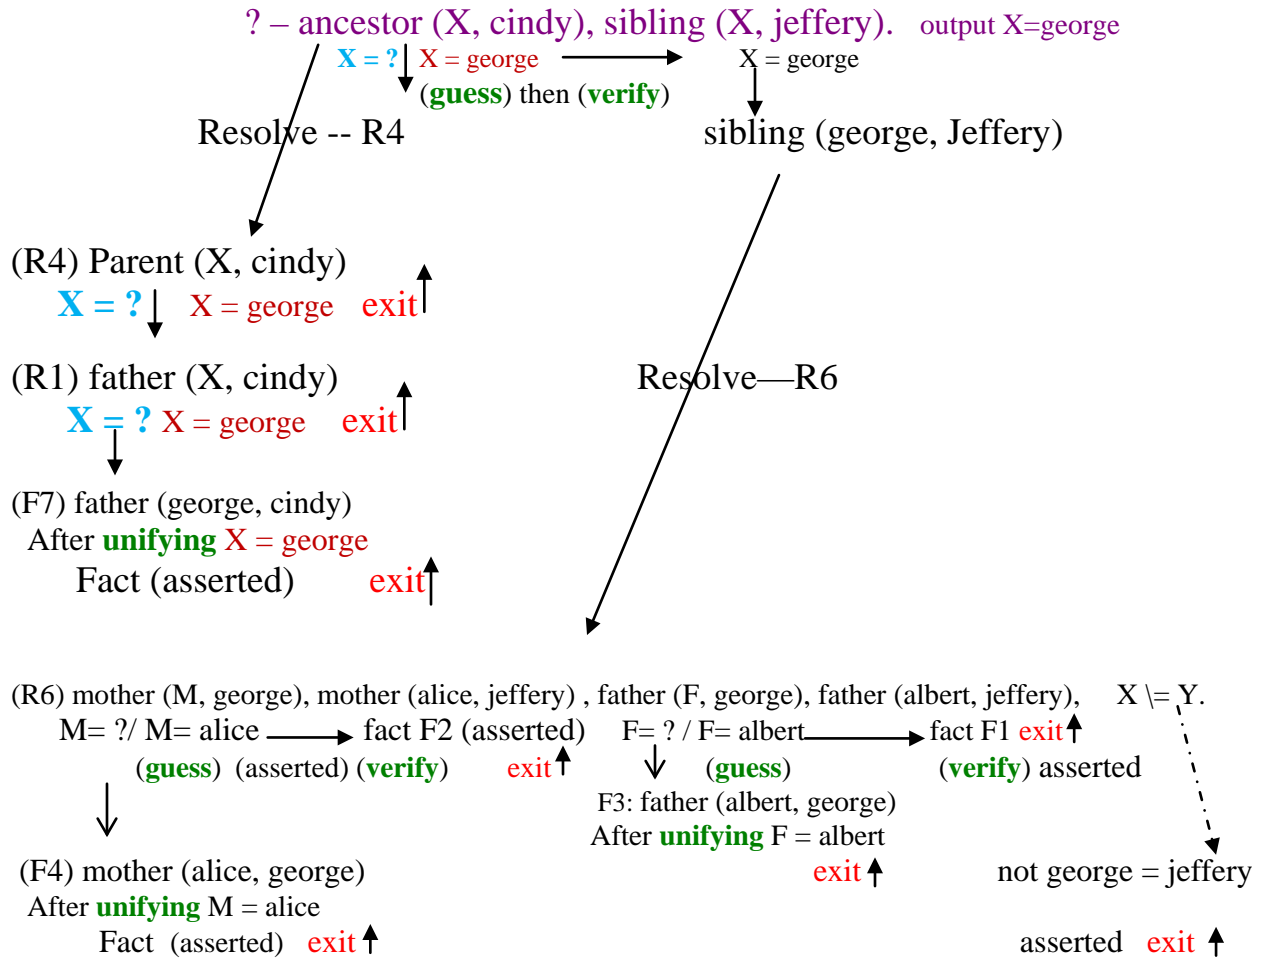 ? – ancestor (X, cindy), sibling (X, jeffery). output X=george
X = ? X = george X = george
(guess) then (verify)
Resolve -- R4 sibling (george, Jeffery)
(R4) Parent (X, cindy)
X = ? X = george exit
(R1) father (X, cindy) Resolve—R6
X = ? X = george exit
(F7) father (george, cindy)
After unifying X = george
Fact (asserted) exit
(R6) mother (M, george), mother (alice, jeffery) , father (F, george), father (albert, jeffery), X \= Y.
M= ?/ M= alice fact F2 (asserted) F= ? / F= albert fact F1 exit
(guess) (asserted) (verify) exit (guess) (verify) asserted
F3: father (albert, george)
After unifying F = albert
(F4) mother (alice, george) exit not george = jeffery
After unifying M = alice
Fact (asserted) exit asserted exit